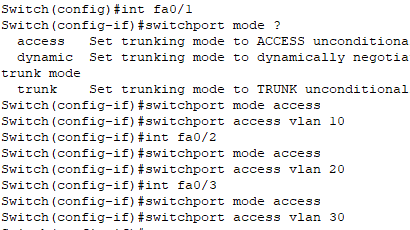 Switch(config)#int fa0/1
Switch(config-if)#switchport mode ?
access Set trunking mode to ACCESS unconditiona
dynamic Set trunking mode to dynamically negotia
trunk mode
trunk Set trunking mode to TRUNK unconditional
Switch(config-if)#switchport mode access
Switch(config-if)#switchport access vlan 10
Switch(config-if)#int fa0/2
Switch(config-if)#switchport mode access
Switch(config-if)#switchport access vlan 20
Switch(config-if)#int fa0/3
Switch(config-if)#switchport mode access
Switch(config-if)#switchport access vlan 30